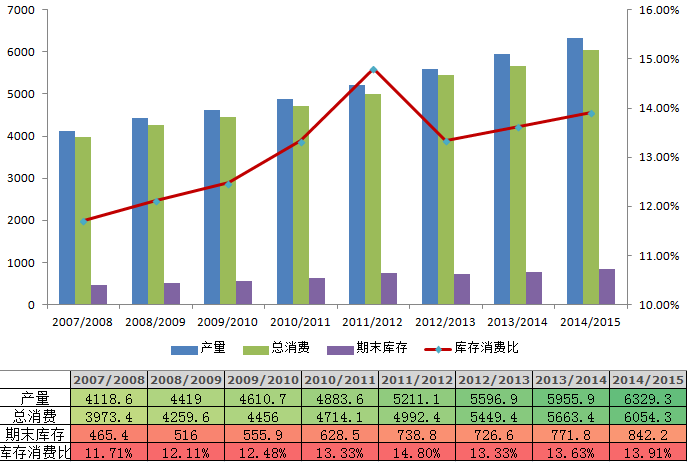 7000 16.00%
6000 15.00%
5000 14.00%
4000 13.00%
3000 12.00%
2000 11.00%
1000
0 10.00%
2007/2008 2008/2009 2009/2010 2010/2011 2011/2012 2012/2013 2013/2014 2014/2015
产量 总消费 期末库存 库存消费比
2007/2008 2008/2009 2009/2010 2010/2011 2011/2012 2012/2013 2013/2014 2014/2015
产量 4118.6 4419 4610.7 4883.6 5211.1 5596.9 5955.9 6329.3
总消费 3973.4 4259.6 4456 4714.1 4992.4 5449.4 5663.4 6054.3
期末库存 465.4 516 555.9 628.5 738.8 726.6 771.8 842.2
库存消费比 11.71% 12.11% 12.48% 13.33% 14.80% 13.33% 13.63% 13.91%